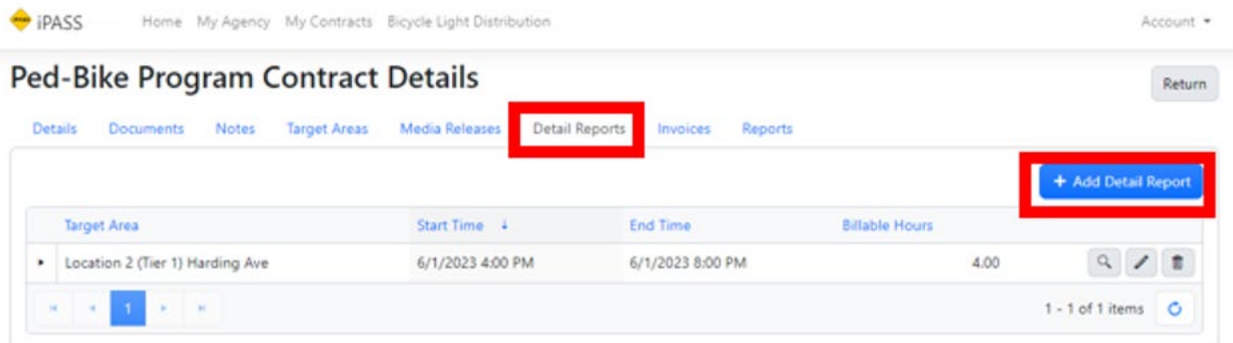 iPASS Home My Agency My Contracts Bicycle Light Distribution Account
Ped-Bike Program Contract Details
Return
Details Documents Notes Target Areas Media Releases Detail Reports Invoices Reports
+ Add Detail Report
Target Area Start Time ↓ End Time Billable Hours
Location 2 (Tier 1) Harding Ave 6/1/2023 4:00 PM 6/1/2023 8:00 PM 4.00
1 1 - 1 of 1 items